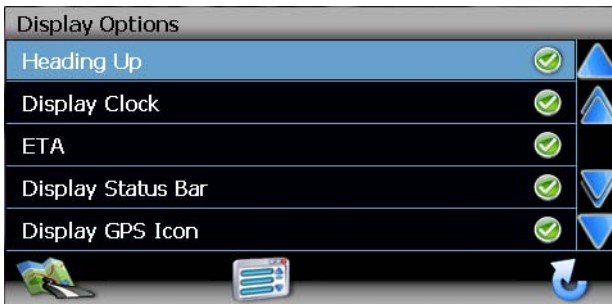 Display Options
Heading Up
Display Clock
ETA
Display Status Bar
Display GPS Icon